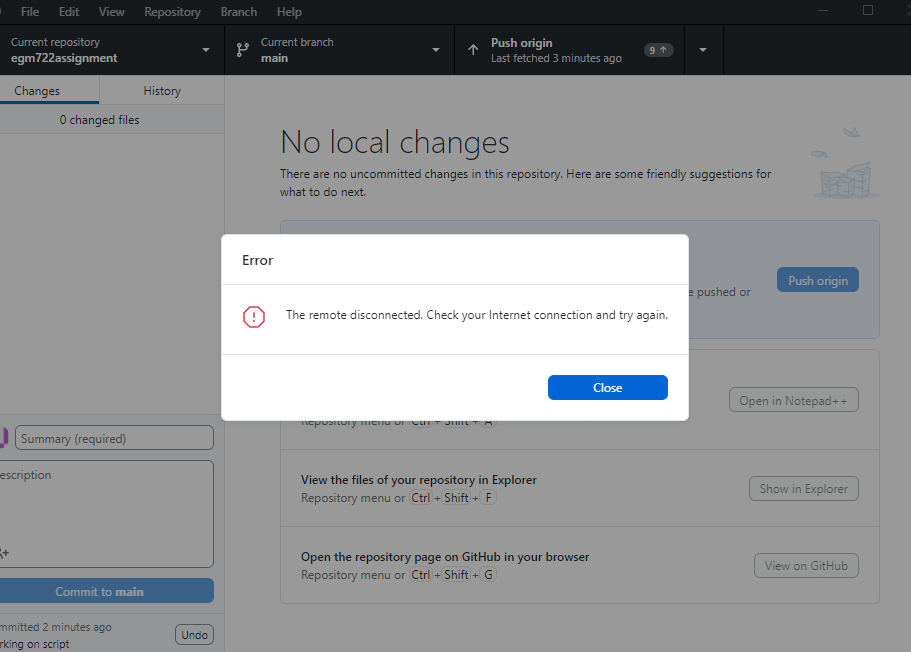 File Edit View Repository Branch Help
Current repository
egm722assignment
Current branch
main
Push origin
Last fetched 3 minutes ago
9
Changes History
0 changed files
No local changes
There are no uncommitted changes in this repository. Here are some friendly suggestions for
what to do next.
e pushed or
Push origin
Error
The remote disconnected. Check your Internet connection and try again.
Close
Open in Notepad++
Repository menu or Ctrl + Shift + A
View the files of your repository in Explorer
Repository menu or Ctrl + Shift + F
Show in Explorer
Open the repository page on GitHub in your browser
Repository menu or Ctrl + Shift + G
View on GitHub
Summary (required)
escription
Commit to main
mmitted 2 minutes ago
rking on script
Undo